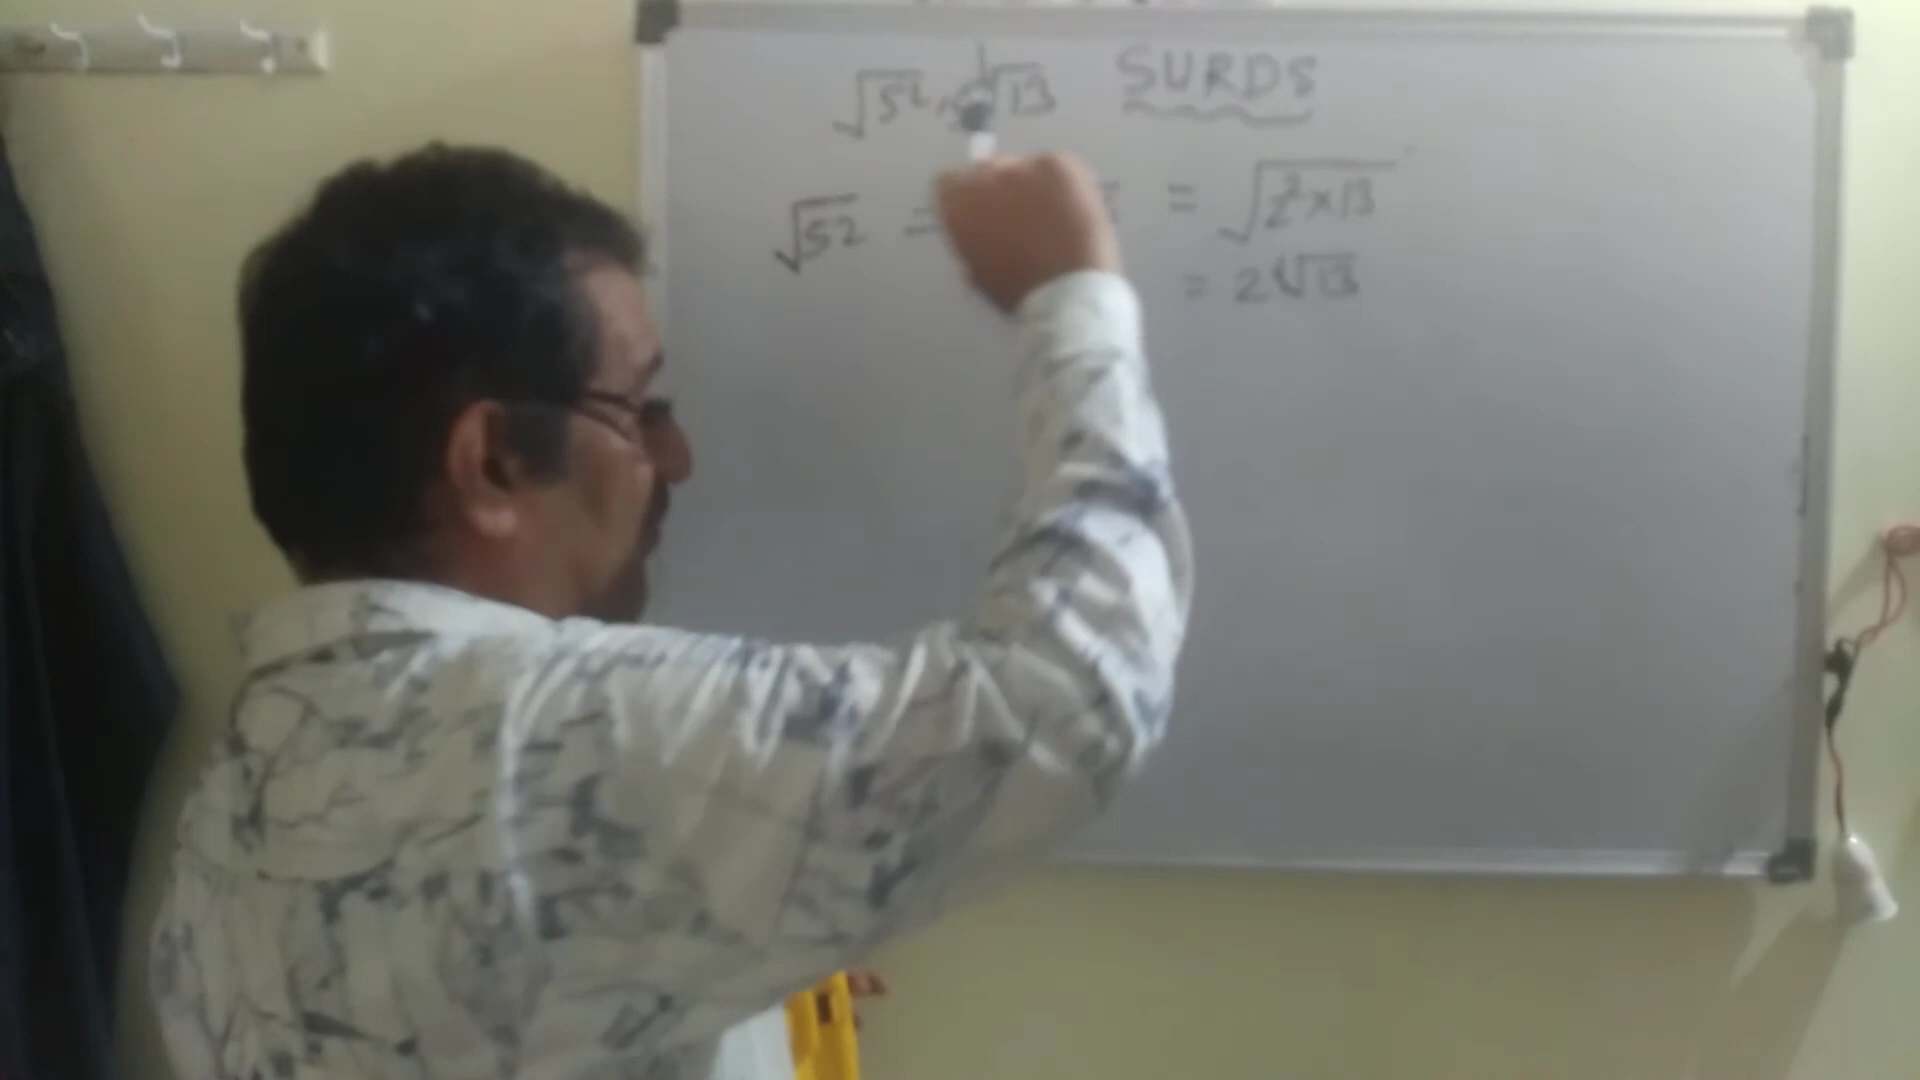 √52, √13 SURDS
√52 = = √2²×13
= 2√13